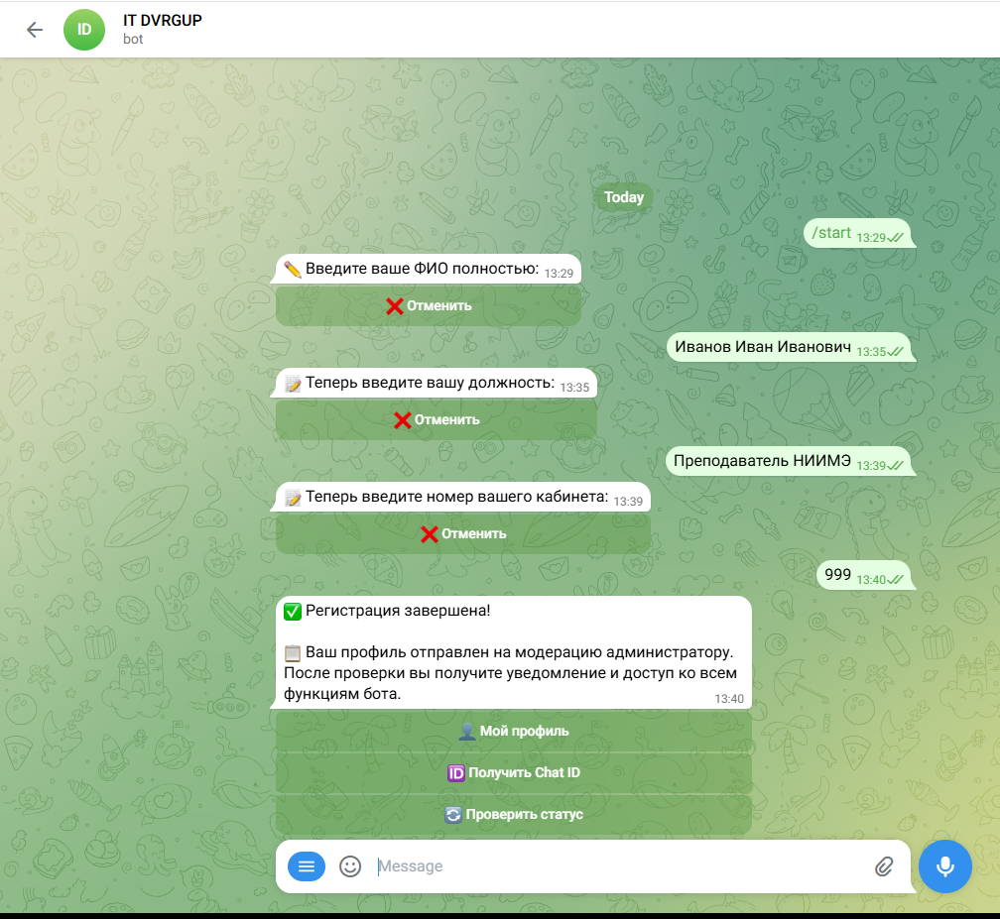 ID
IT DVRGUP
bot
Today
/start 13:29
✏️ Введите ваше ФИО полностью: 13:29
❌ Отменить
Иванов Иван Иванович 13:35
📝 Теперь введите вашу должность: 13:35
❌ Отменить
Преподаватель НИИМЭ 13:39
📝 Теперь введите номер вашего кабинета: 13:39
❌ Отменить
999 13:40
✅ Регистрация завершена!
📋 Ваш профиль отправлен на модерацию администратору.
После проверки вы получите уведомление и доступ ко всем
функциям бота. 13:40
👤 Мой профиль
🆔 Получить Chat ID
🔄 Проверить статус
Message